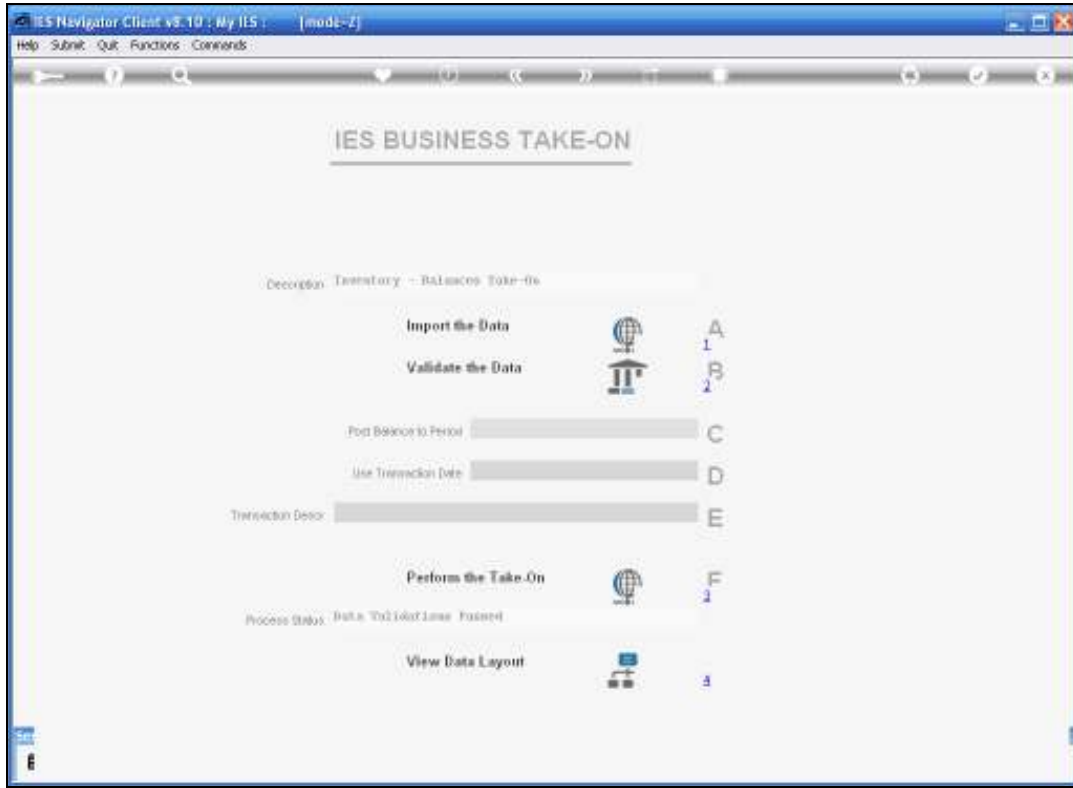 IES Navigator Client v8.10 : My IES : [mode-Z]
Help Submit Quit Functions Commands
IES BUSINESS TAKE-ON
Description Inventory - Balances Take-On
Import the Data A
1
Validate the Data B
2
Post Balance to Period C
Use Transaction Date D
Transaction Descr E
Perform the Take-On F
3
Process Status Data Validations Passed
View Data Layout 4